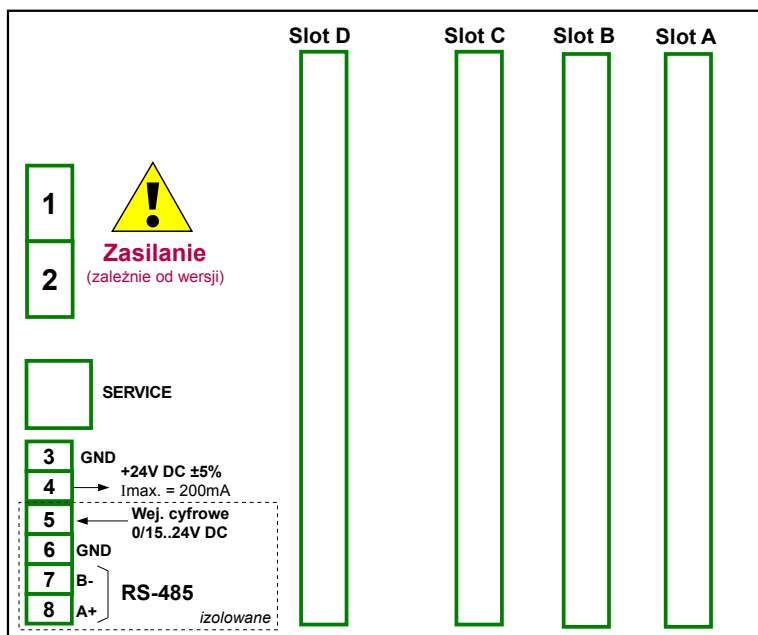 Slot D Slot C Slot B Slot A
1
!
Zasilanie
2
(zależnie od wersji)
SERVICE
3 GND
+24V DC ±5%
4
Imax. = 200mA
5 Wej. cyfrowe
0/15..24V DC
6 GND
7 B-
RS-485
8 A+
izolowane